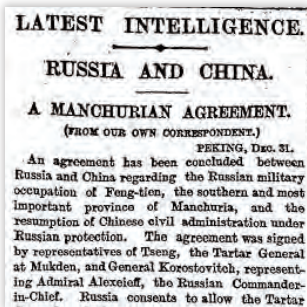 LATEST INTELLIGENCE.
RUSSIA AND CHINA.
A MANCHURIAN AGREEMENT.
(FROM OUR OWN CORRESPONDENT.)
PEKING, DEC. 31.
An agreement has been concluded between
Russia and China regarding the Russian military
occupation of Feng-tien, the southern and most
important province of Manchuria, and the
resumption of Chinese civil administration under
Russian protection. The agreement was signed
by representatives of Tseng, the Tartar General
at Mukden, and General Korostovitch, represent-
ing Admiral Alexeieff, the Russian Commander-
in-Chief. Russia consents to allow the Tartar